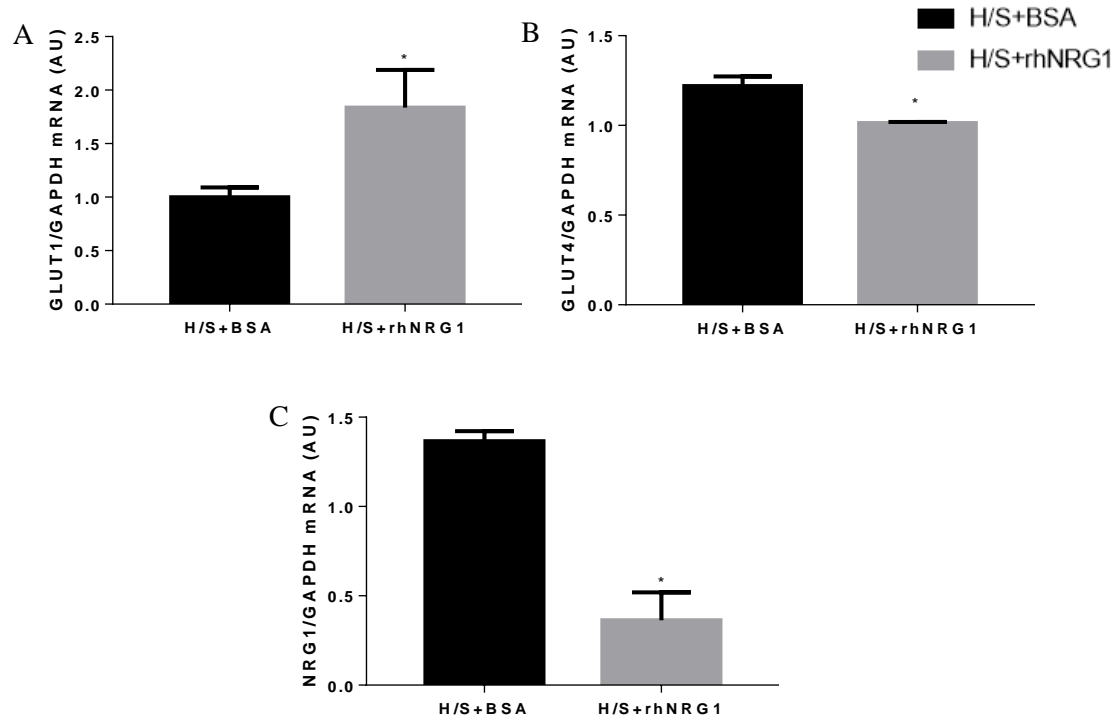 A
GLUT1/GAPDH mRNA (AU)
2.5
2.0
1.5
1.0
0.5
0.0
*
H/S+BSA
H/S+rhNRG1
B
GLUT4/GAPDH mRNA (AU)
1.5
1.0
0.5
0.0
*
H/S+BSA
H/S+rhNRG1
H/S+BSA
H/S+rhNRG1
C
NRG1/GAPDH mRNA (AU)
1.5
1.0
0.5
0.0
*
H/S+BSA
H/S+rhNRG1